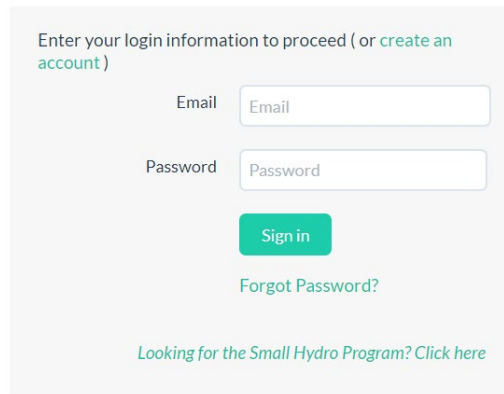 Enter your login information to proceed ( or create an
account )
Email
Email
Password
Password
Sign in
Forgot Password?
Looking for the Small Hydro Program? Click here